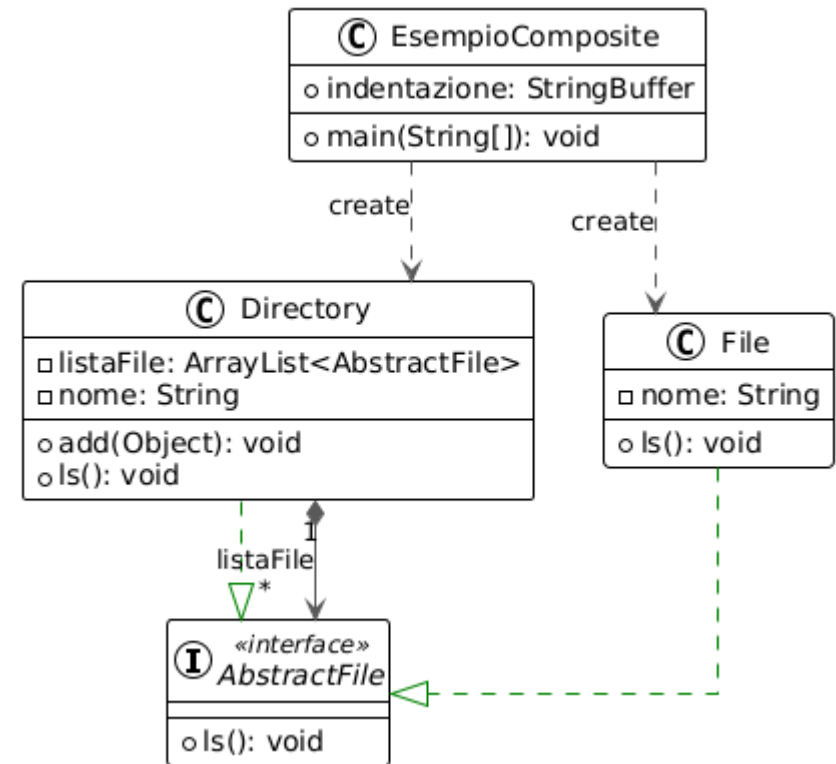 C EsempioComposite
indentazione: StringBuffer
main(String[]): void
create
create
C Directory
listaFile: ArrayList<AbstractFile>
nome: String
add(Object): void
ls(): void
C File
nome: String
ls(): void
1
listaFile
*
I «interface»
AbstractFile
ls(): void